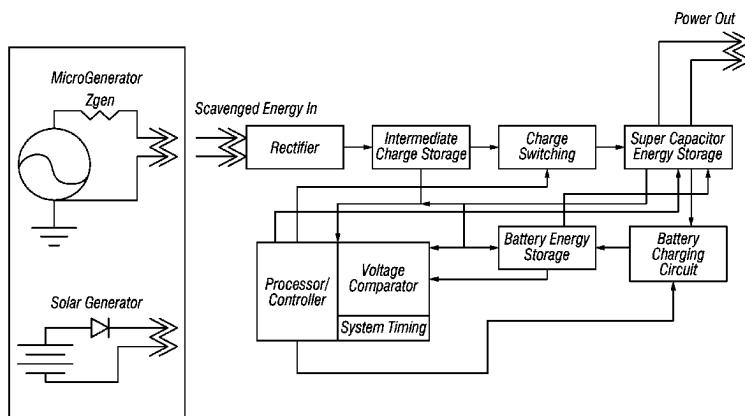 Power Out
MicroGenerator
Zgen
Scavenged Energy In
Rectifier
Intermediate
Charge Storage
Charge
Switching
Super Capacitor
Energy Storage
Processor/
Controller
Voltage
Comparator
System Timing
Battery Energy
Storage
Battery
Charging
Circuit
Solar Generator